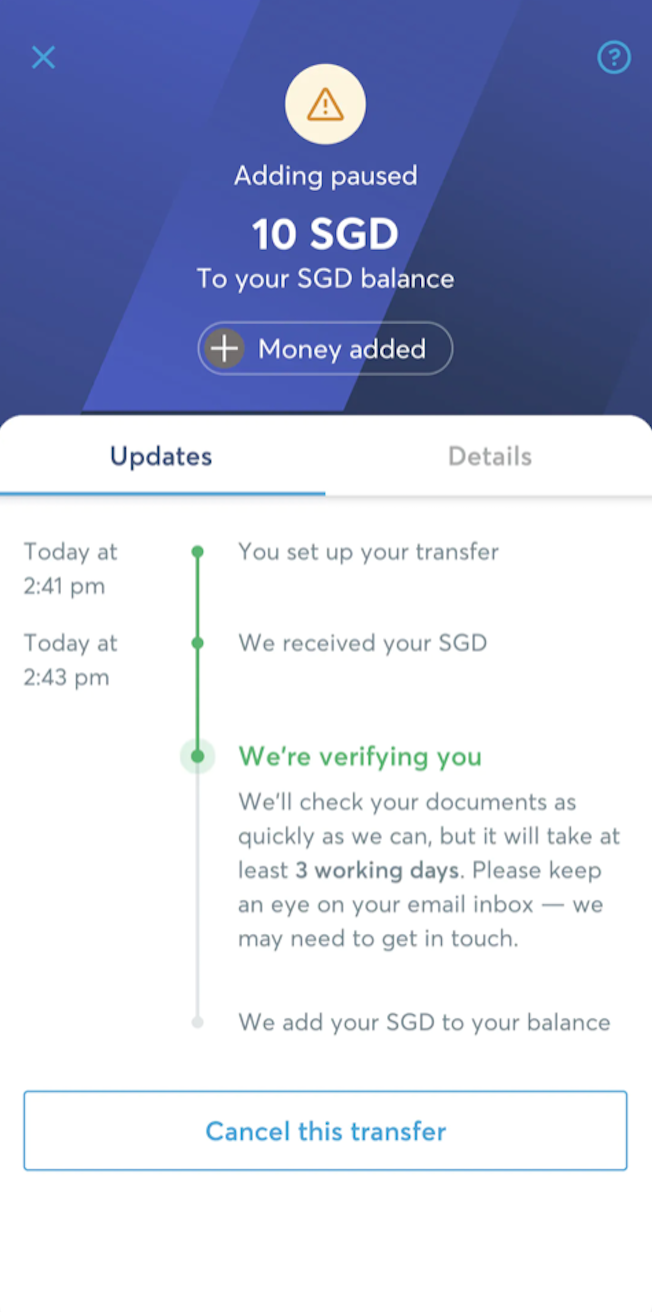 Adding paused
10 SGD
To your SGD balance
Money added
Updates
Details
Today at
2:41 pm
You set up your transfer
Today at
2:43 pm
We received your SGD
We're verifying you
We'll check your documents as
quickly as we can, but it will take at
least 3 working days. Please keep
an eye on your email inbox — we
may need to get in touch.
We add your SGD to your balance
Cancel this transfer